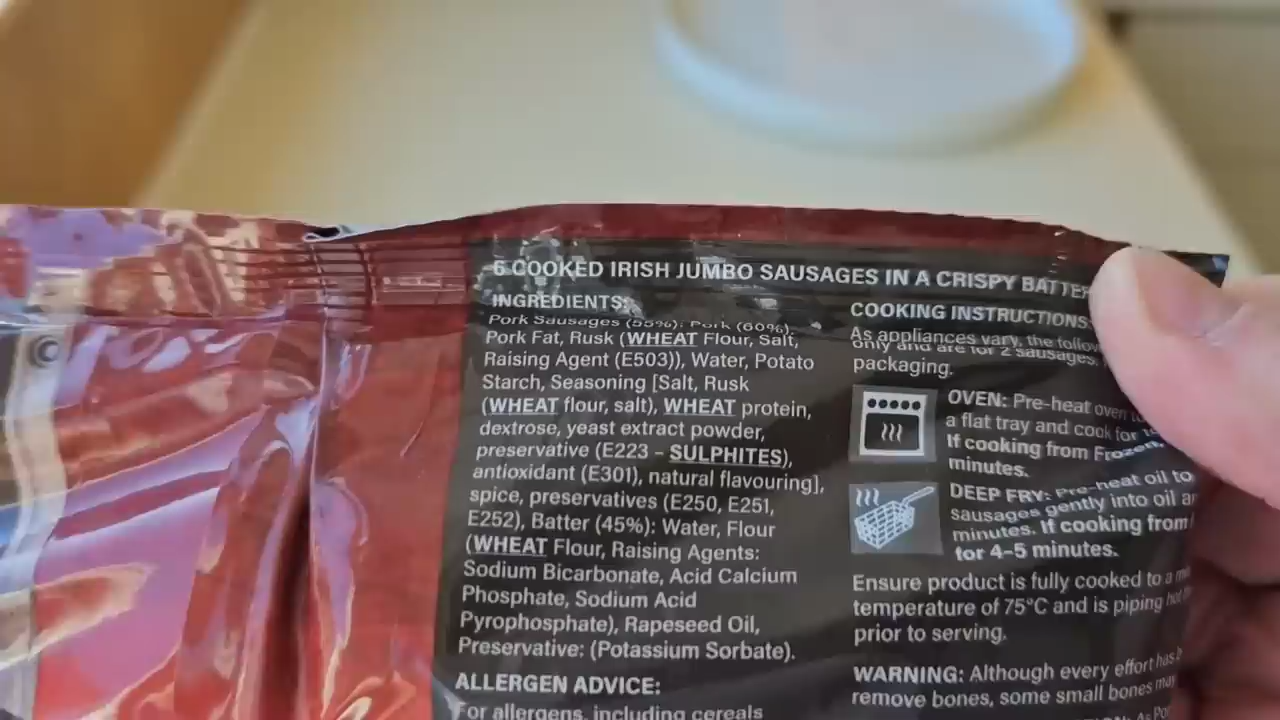 6 COOKED IRISH JUMBO SAUSAGES IN A CRISPY BATTER
INGREDIENTS:
Pork Sausages (55%): Pork (60%),
Pork Fat, Rusk (WHEAT Flour, Salt,
Raising Agent (E503)), Water, Potato
Starch, Seasoning [Salt, Rusk
(WHEAT flour, salt), WHEAT protein,
dextrose, yeast extract powder,
preservative (E223 – SULPHITES),
antioxidant (E301), natural flavouring],
spice, preservatives (E250, E251,
E252), Batter (45%): Water, Flour
(WHEAT Flour, Raising Agents:
Sodium Bicarbonate, Acid Calcium
Phosphate, Sodium Acid
Pyrophosphate), Rapeseed Oil,
Preservative: (Potassium Sorbate).
ALLERGEN ADVICE:
For allergens, including cereals
COOKING INSTRUCTIONS:
As appliances vary, the
only and are for 2 sausages.
packaging.
OVEN: Pre-heat oven
a flat tray and cook for
If cooking from Frozen
minutes.
DEEP FRY: Pre-heat oil to
sausages gently into oil
minutes. If cooking from
for 4–5 minutes.
Ensure product is fully cooked to a
temperature of 75°C and is piping
prior to serving.
WARNING: Although every effort has
remove bones, some small bones may